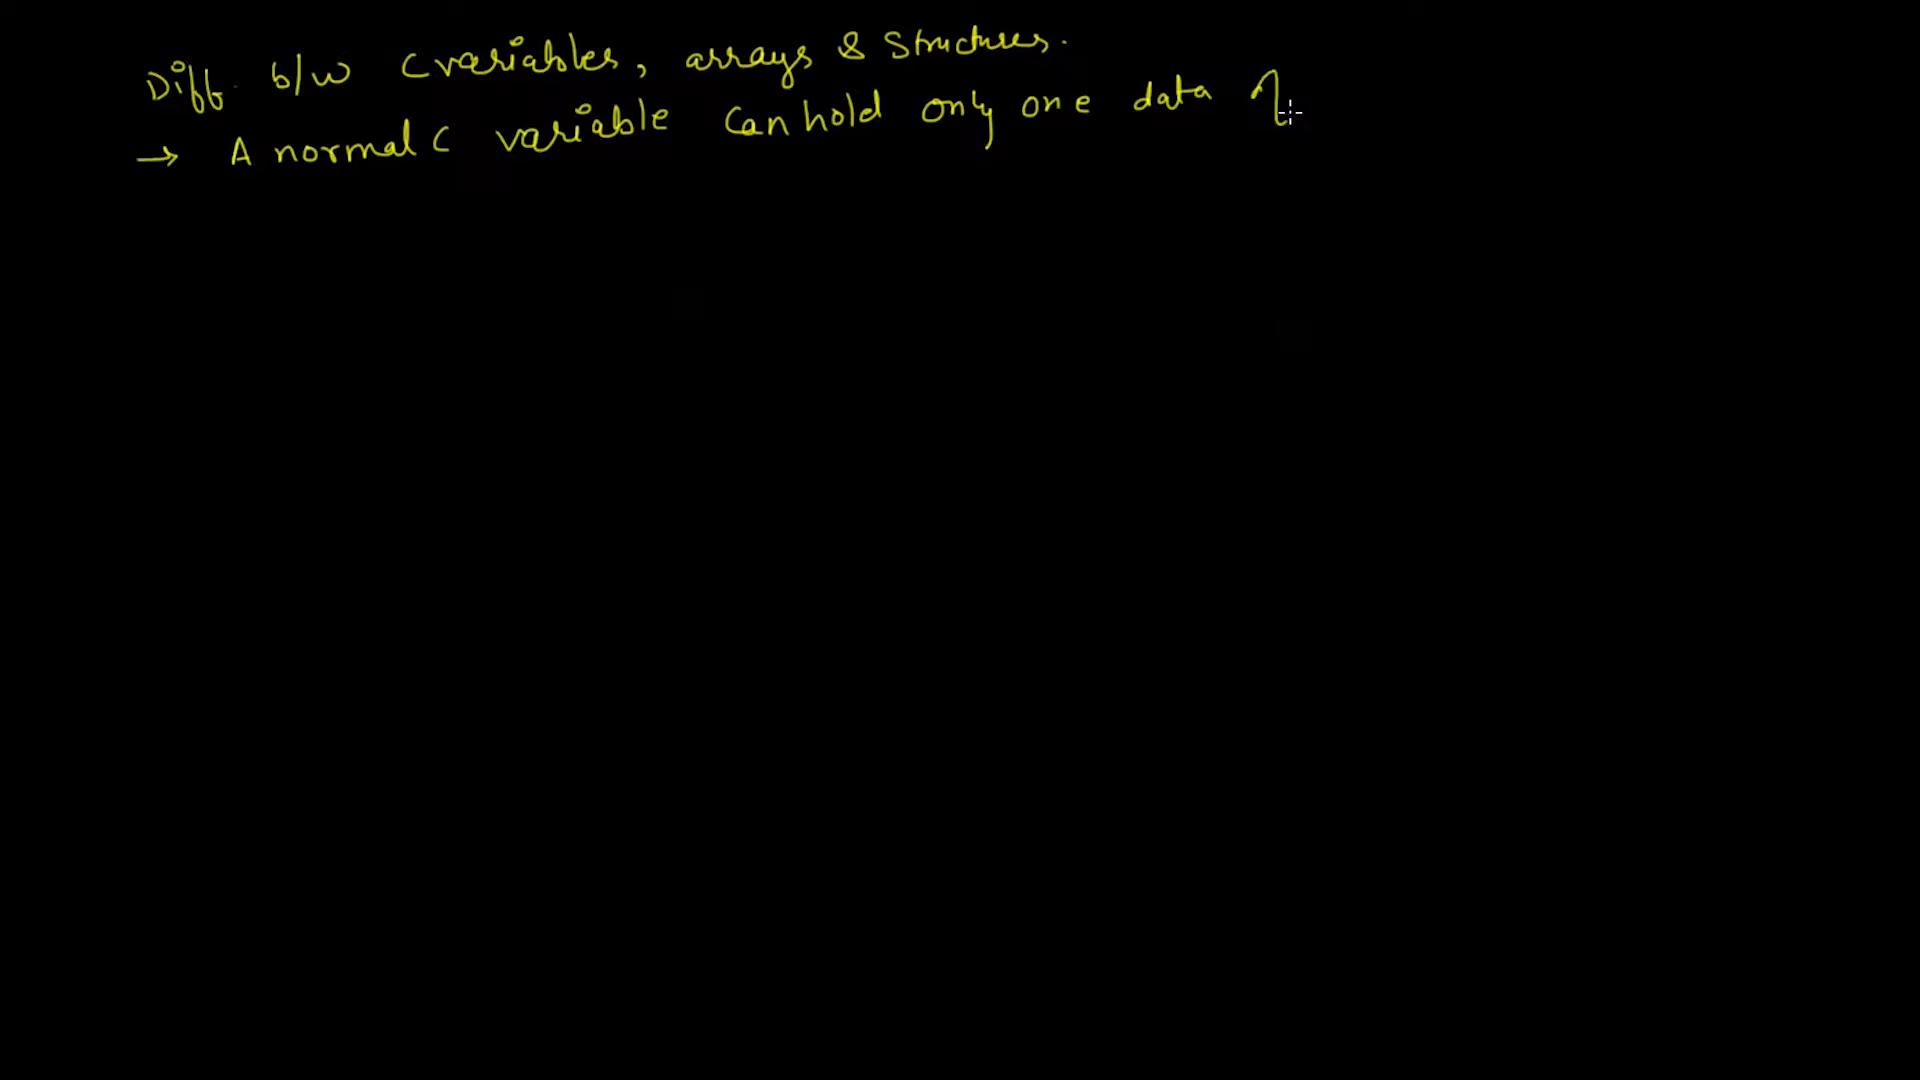 Diff. b/w C variables, arrays & Structures.
→ A normal C variable can hold only one data